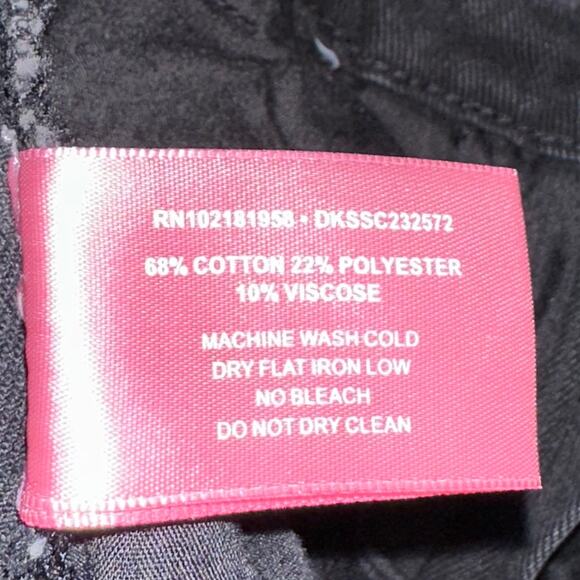 RN102181958 • DKSSC232572
68% COTTON 22% POLYESTER
10% VISCOSE
MACHINE WASH COLD
DRY FLAT IRON LOW
NO BLEACH
DO NOT DRY CLEAN